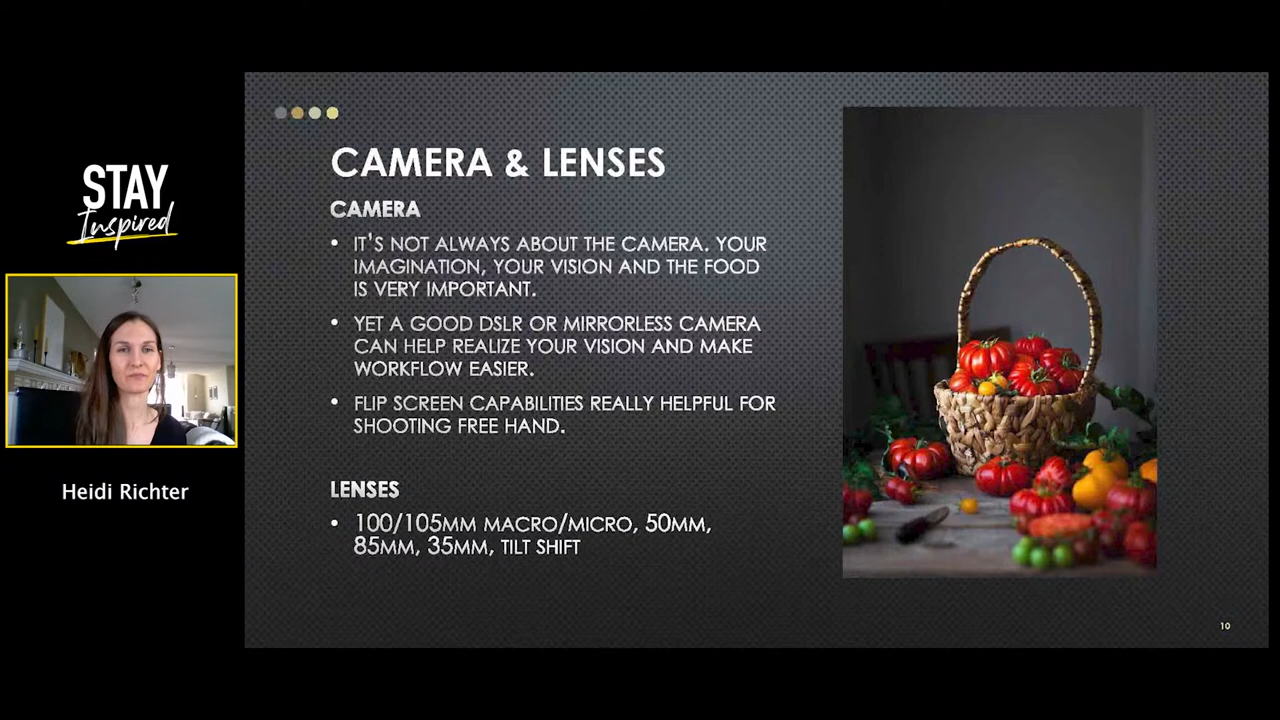 STAY
Inspired
Heidi Richter
CAMERA & LENSES
CAMERA
• IT'S NOT ALWAYS ABOUT THE CAMERA. YOUR
IMAGINATION, YOUR VISION AND THE FOOD
IS VERY IMPORTANT.
• YET A GOOD DSLR OR MIRRORLESS CAMERA
CAN HELP REALIZE YOUR VISION AND MAKE
WORKFLOW EASIER.
• FLIP SCREEN CAPABILITIES REALLY HELPFUL FOR
SHOOTING FREE HAND.
LENSES
• 100/105MM MACRO/MICRO, 50MM,
85MM, 35MM, TILT SHIFT
10